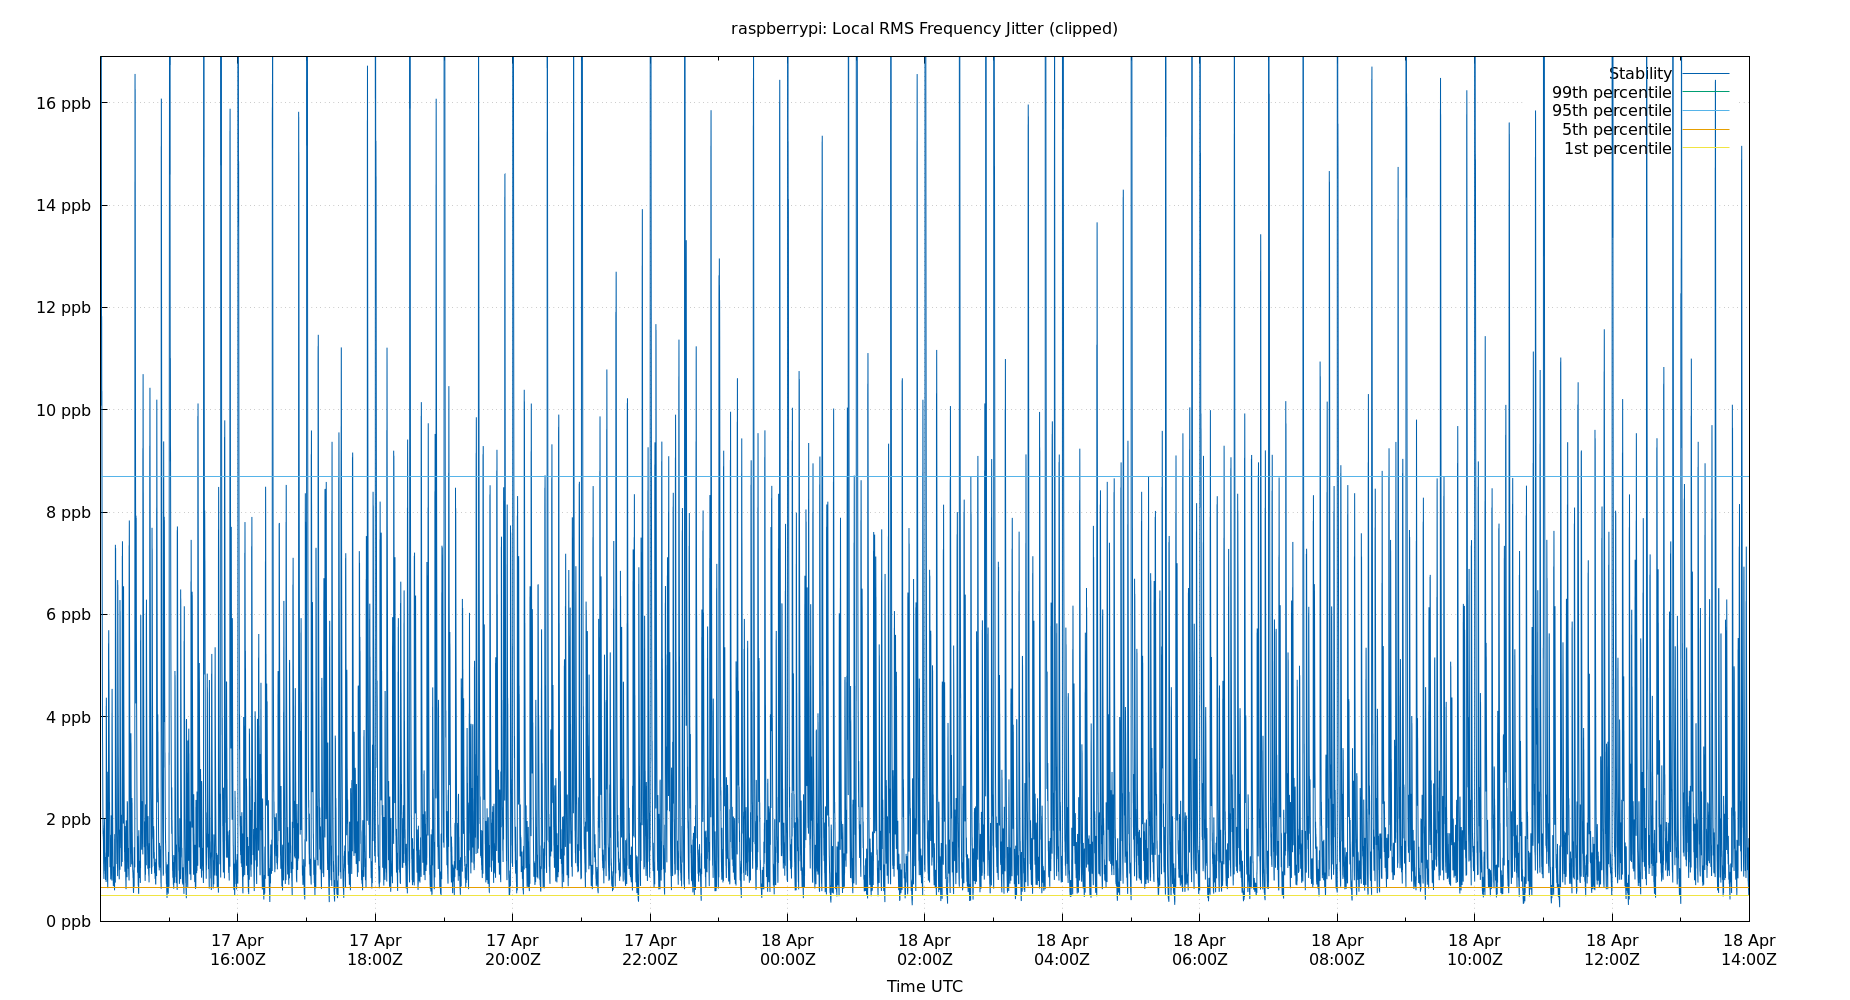 raspberrypi: Local RMS Frequency Jitter (clipped)
Stability
99th percentile
95th percentile
5th percentile
1st percentile
16 ppb
14 ppb
12 ppb
10 ppb
8 ppb
6 ppb
4 ppb
2 ppb
0 ppb
17 Apr 17 Apr 17 Apr 17 Apr 18 Apr 18 Apr 18 Apr 18 Apr 18 Apr 18 Apr 18 Apr 18 Apr
16:00Z 18:00Z 20:00Z 22:00Z 00:00Z 02:00Z 04:00Z 06:00Z 08:00Z 10:00Z 12:00Z 14:00Z
Time UTC